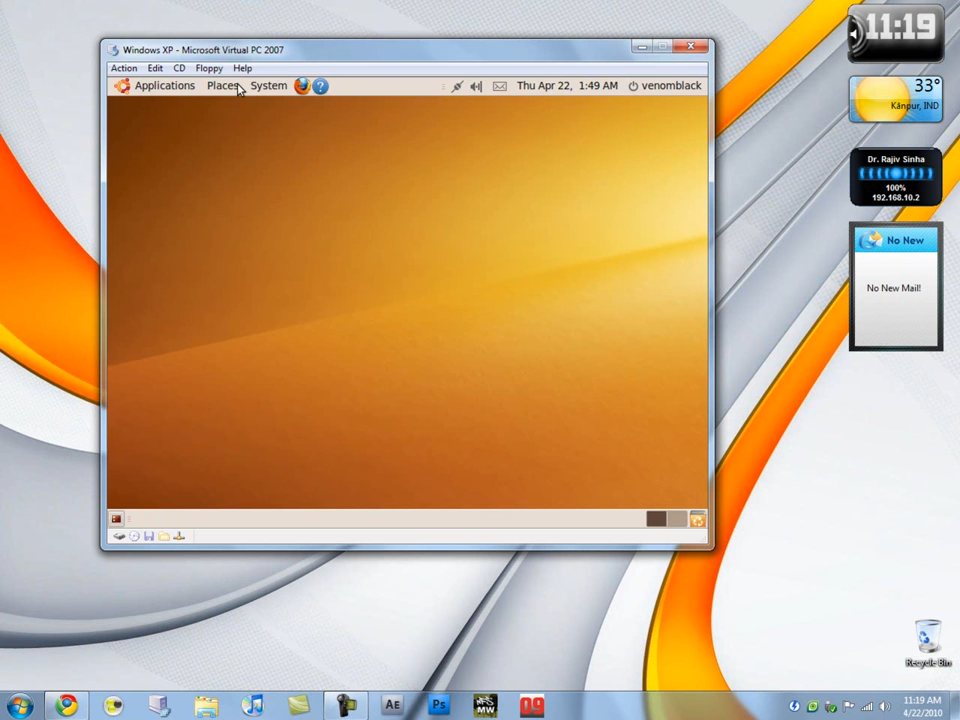 Windows XP - Microsoft Virtual PC 2007
Action Edit CD Floppy Help
Applications Places System ? Thu Apr 22, 1:49 AM venomblack
11:19
33°
Kānpur, IND
Dr. Rajiv Sinha
100%
192.168.10.2
No New
No New Mail!
Recycle Bin
AE Ps MW 09
11:19 AM
4/22/2010